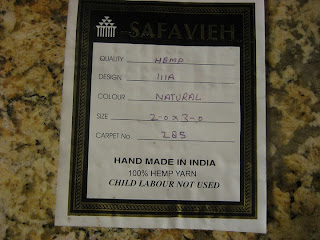 SAFAVIEH
QUALITY HEMP
DESIGN 111A
COLOUR NATURAL
SIZE 2-0 x 3-0
CARPET No. 285
HAND MADE IN INDIA
100% HEMP YARN
CHILD LABOUR NOT USED